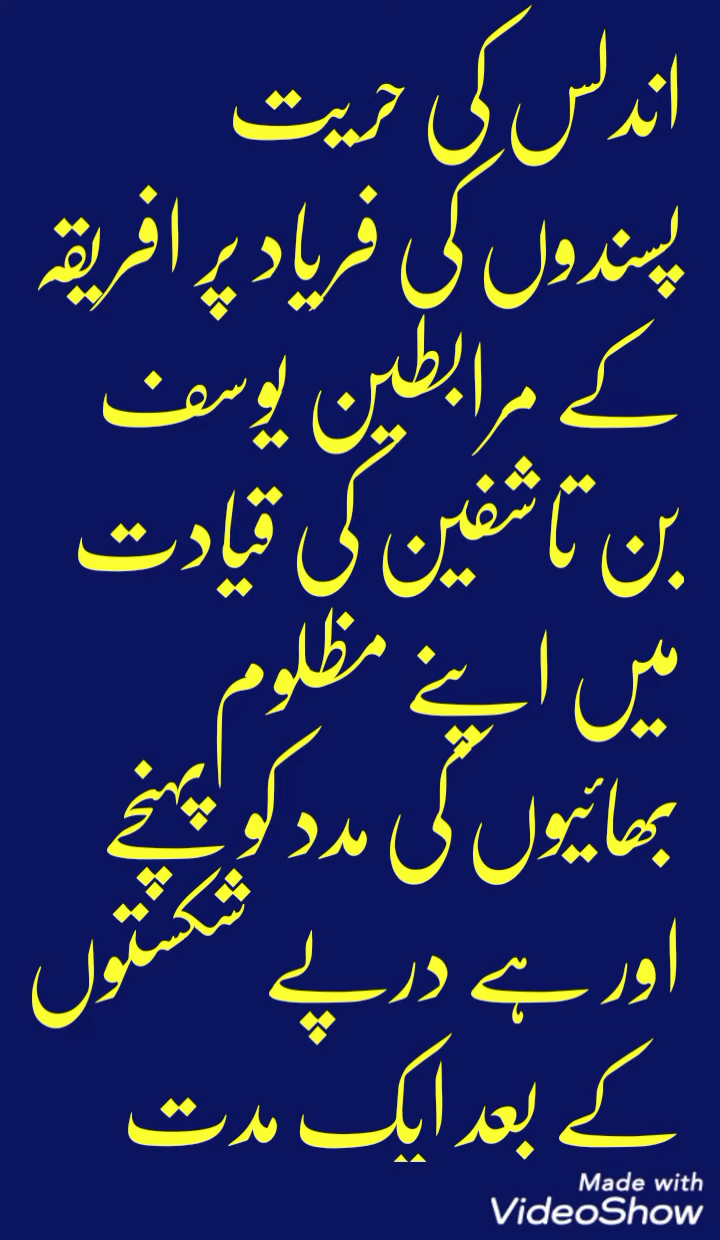 اندلس کی حریت
پسندوں کی فریاد پر افریقہ
کے مرابطین یوسف
بن تاشفین کی قیادت
میں اپنے مظلوم
بھائیوں کی مدد کو پہنچے
اور ہے درپے شکستوں
کے بعد ایک مدت
Made with
VideoShow